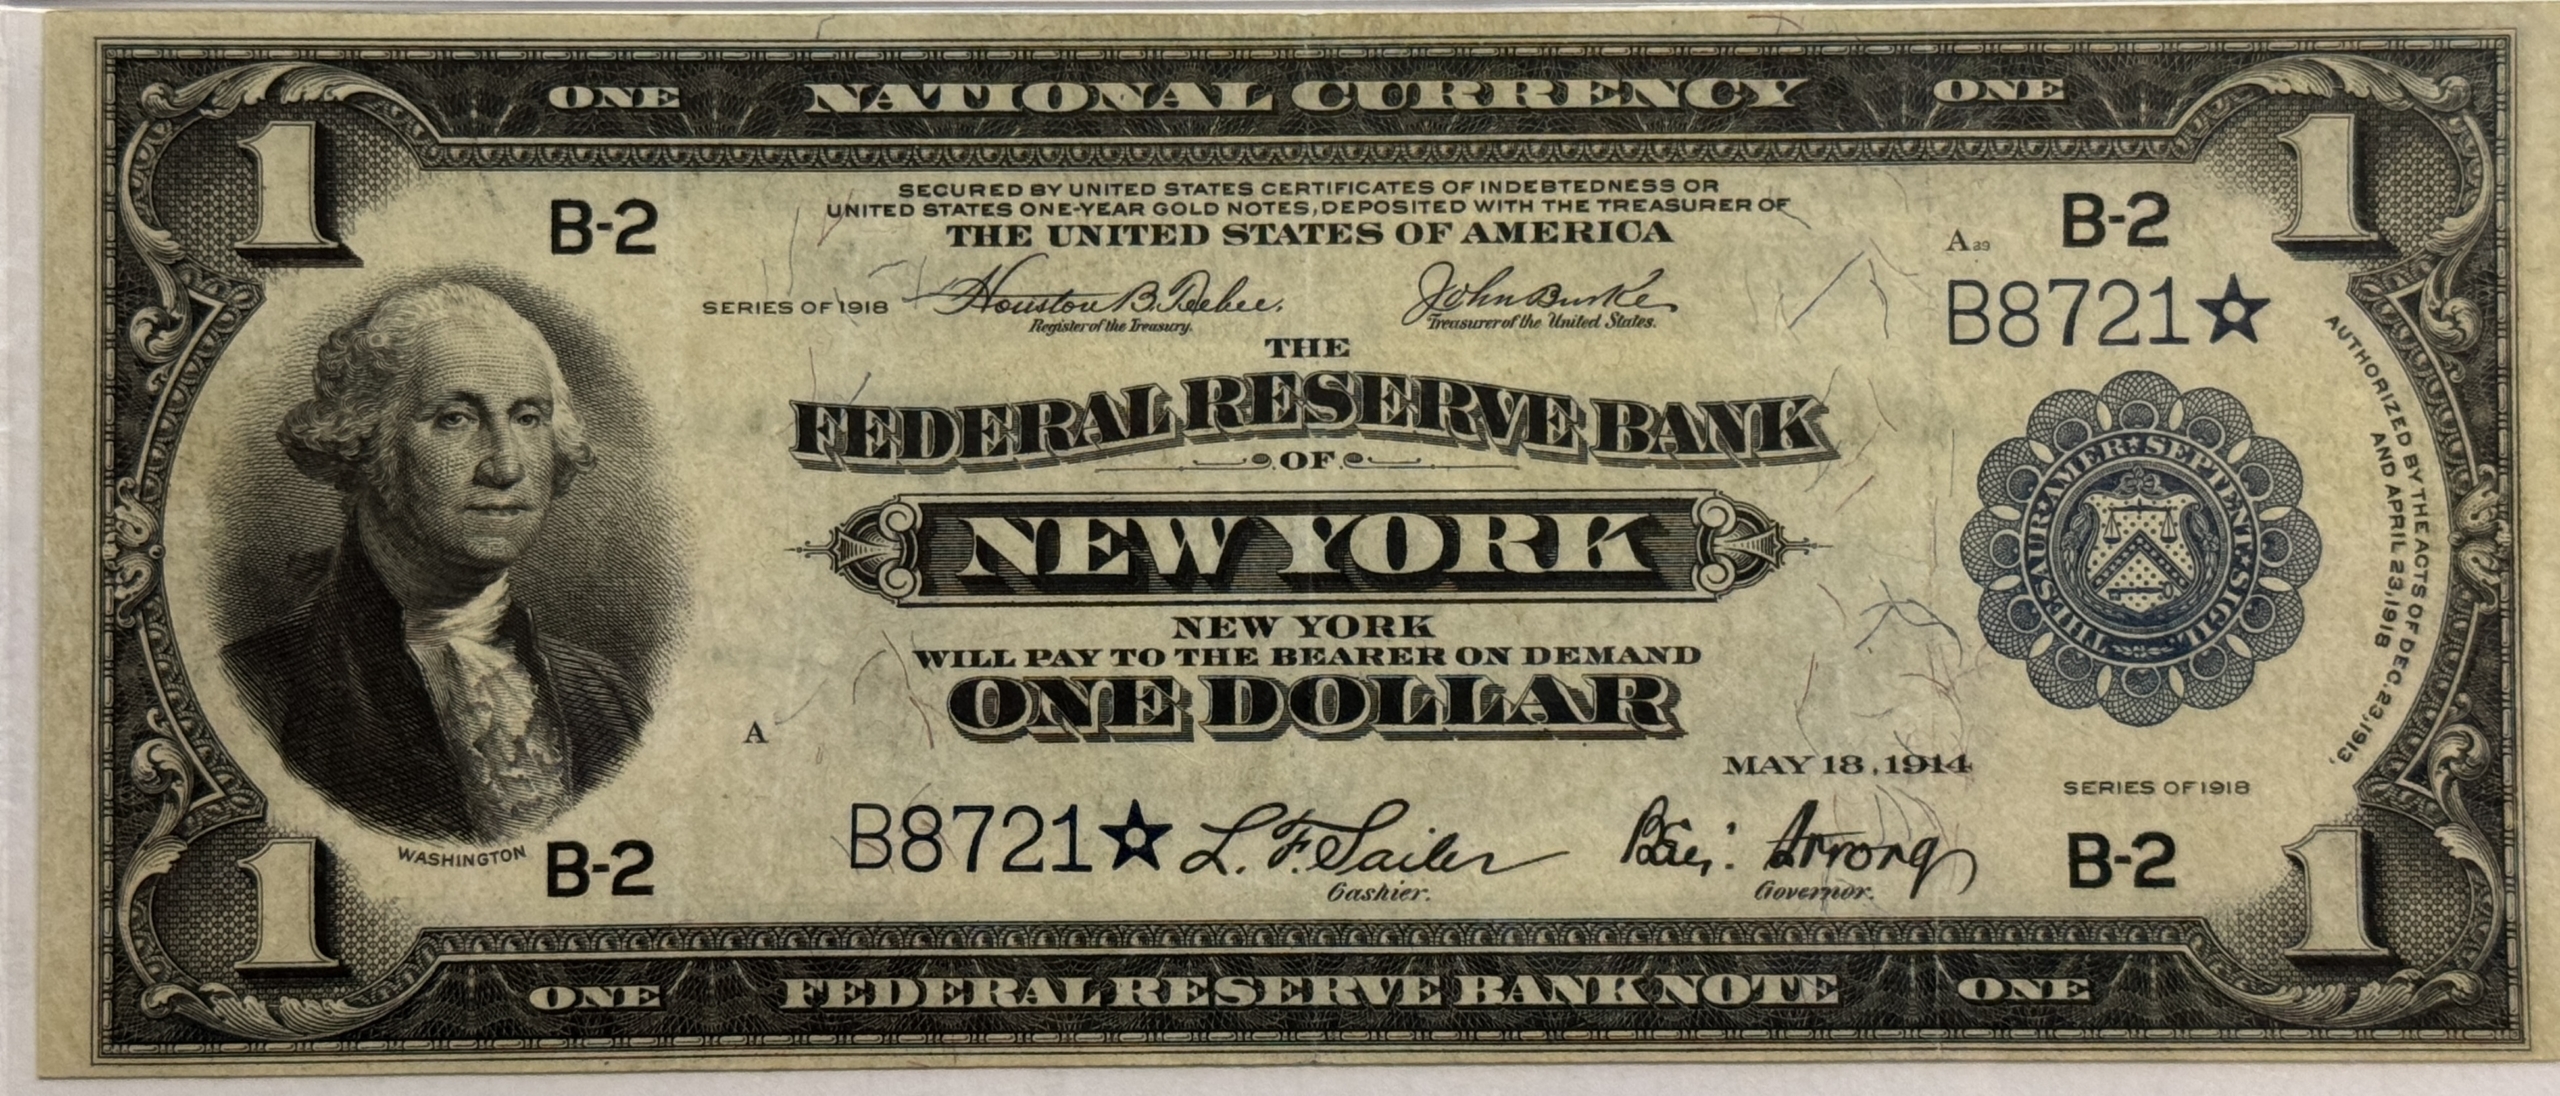 ONE NATIONAL CURRENCY ONE
1 1
SECURED BY UNITED STATES CERTIFICATES OF INDEBTEDNESS OR
UNITED STATES ONE-YEAR GOLD NOTES, DEPOSITED WITH THE TREASURER OF
THE UNITED STATES OF AMERICA
B-2 B-2
A 39
B8721☆
SERIES OF 1918 Houston B. Teehee. John Burke
Register of the Treasury. Treasurer of the United States.
THE
FEDERAL RESERVE BANK
OF
NEW YORK
NEW YORK
WILL PAY TO THE BEARER ON DEMAND
ONE DOLLAR
A
MAY 18, 1914
AUTHORIZED BY THE ACTS OF DEC. 23, 1913,
AND APRIL 23, 1918
THESAUR. AMER. SEPTENT. SIGIL.
SERIES OF 1918
B8721☆ L. F. Sailer Benj. Strong
Cashier. Governor.
WASHINGTON B-2 B-2
1 1
ONE FEDERAL RESERVE BANK NOTE ONE